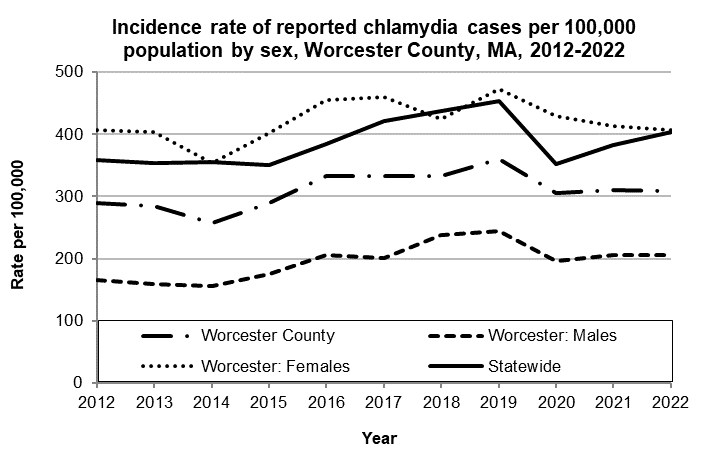 Incidence rate of reported chlamydia cases per 100,000
population by sex, Worcester County, MA, 2012-2022
500
400
300
200
100
0
Rate per 100,000
Worcester County
Worcester: Males
Worcester: Females
Statewide
2012 2013 2014 2015 2016 2017 2018 2019 2020 2021 2022
Year